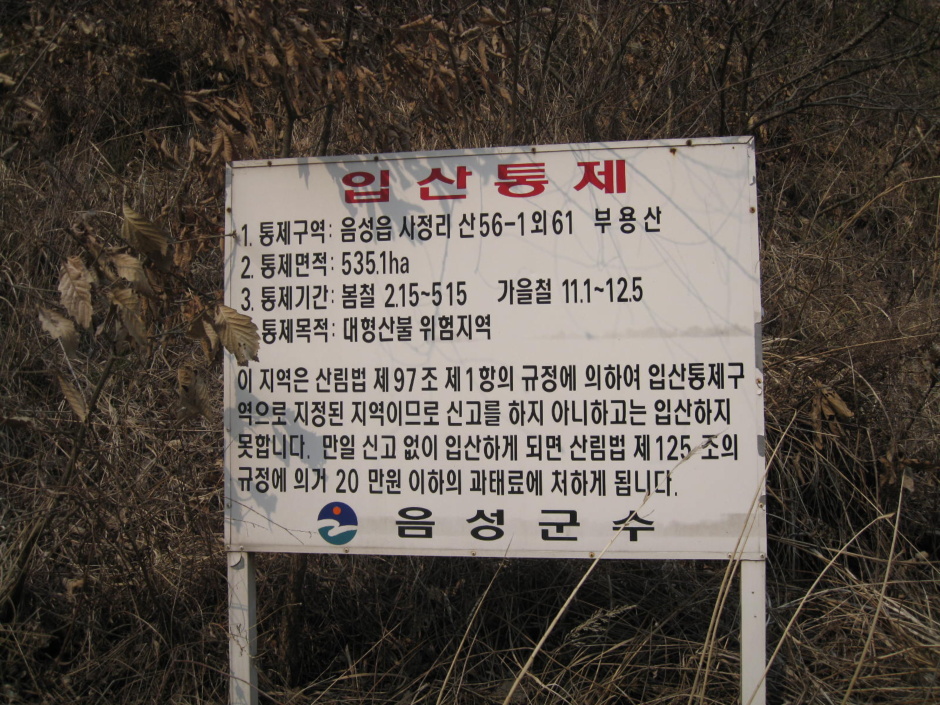 입산통제
1. 통제구역: 음성읍 사정리 산56-1외61 부용산
2. 통제면적: 535.1ha
3. 통제기간: 봄철 2.15~515 가을철 11.1~12.5
통제목적: 대형산불 위험지역
이 지역은 산림법 제97조 제1항의 규정에 의하여 입산통제구
역으로 지정된 지역이므로 신고를 하지 아니하고는 입산하지
못합니다. 만일 신고 없이 입산하게 되면 산림법 제125 조의
규정에 의거 20 만원 이하의 과태료에 처하게 됩니다.
음성군수